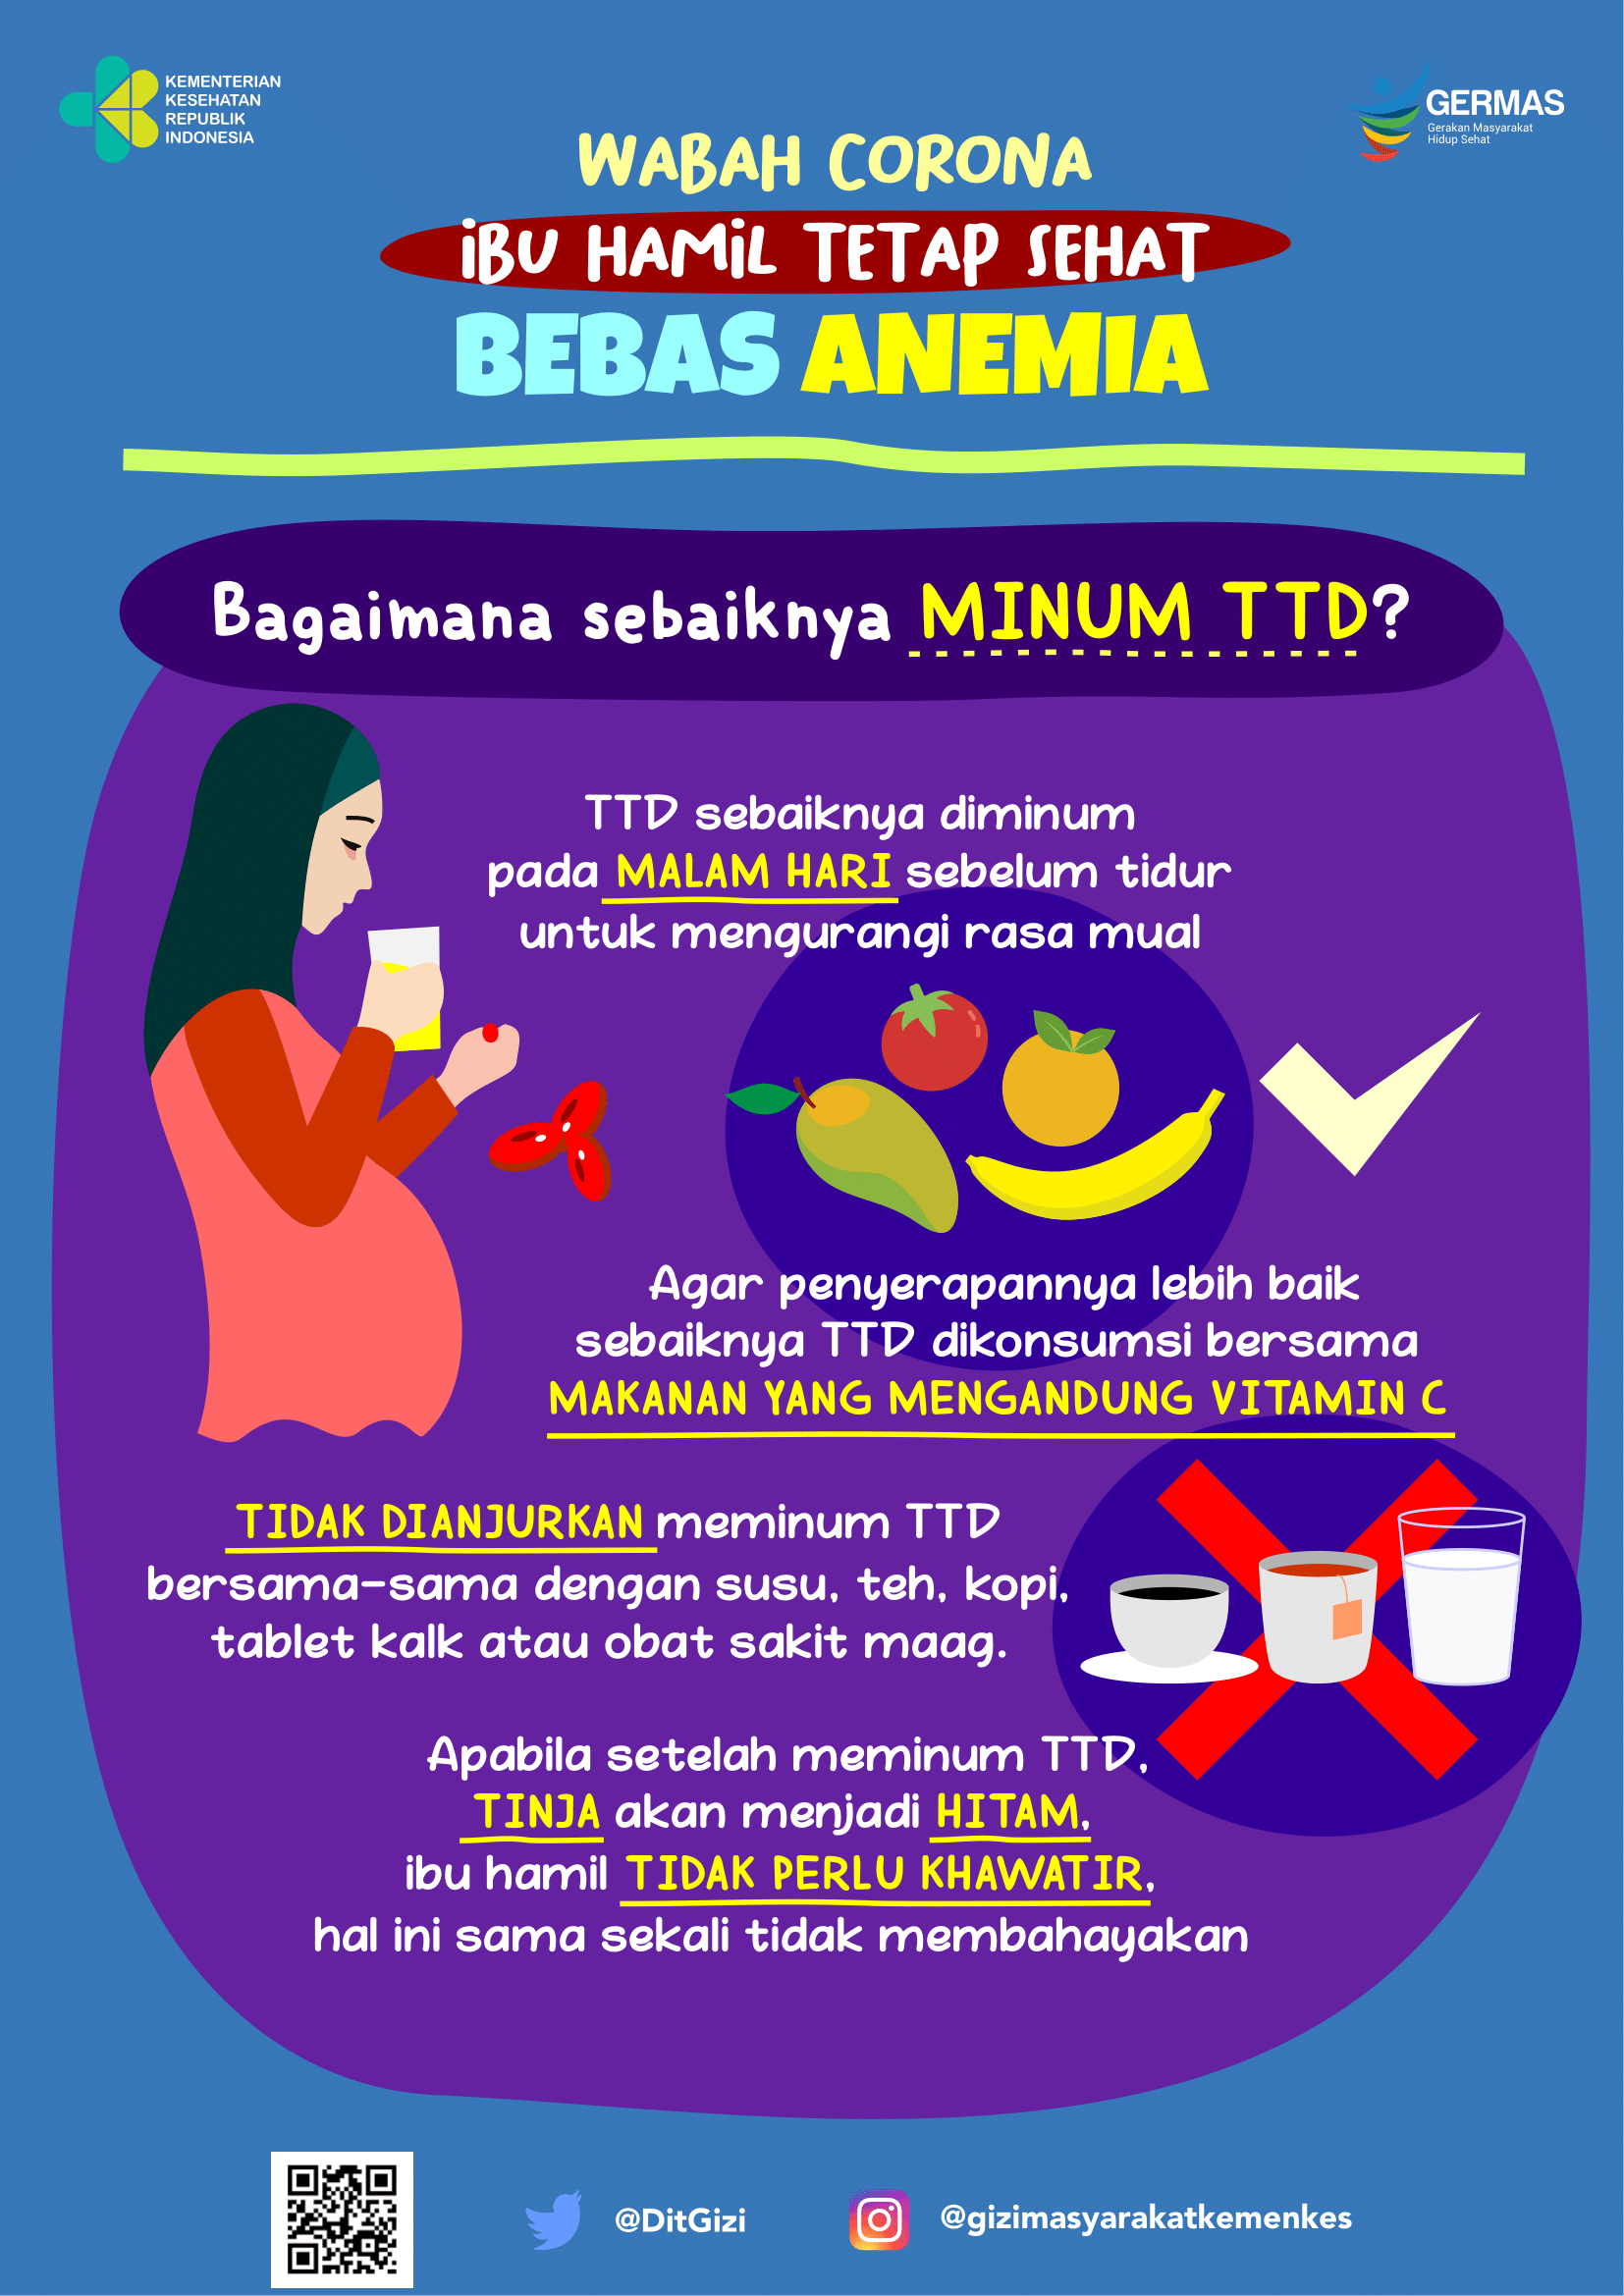 KEMENTERIAN
KESEHATAN
REPUBLIK
INDONESIA
GERMAS
Gerakan Masyarakat
Hidup Sehat
WABAH CORONA
iBU HAMiL TETAP SEHAT
BEBAS ANEMIA
Bagaimana sebaiknya MINUM TTD?
TTD sebaiknya diminum
pada MALAM HARI sebelum tidur
untuk mengurangi rasa mual
Agar penyerapannya lebih baik
sebaiknya TTD dikonsumsi bersama
MAKANAN YANG MENGANDUNG VITAMIN C
TIDAK DIANJURKAN meminum TTD
bersama-sama dengan susu, teh, kopi,
tablet kalk atau obat sakit maag.
Apabila setelah meminum TTD,
TINJA akan menjadi HITAM,
ibu hamil TIDAK PERLU KHAWATIR,
hal ini sama sekali tidak membahayakan
@DitGizi
@gizimasyarakatkemenkes